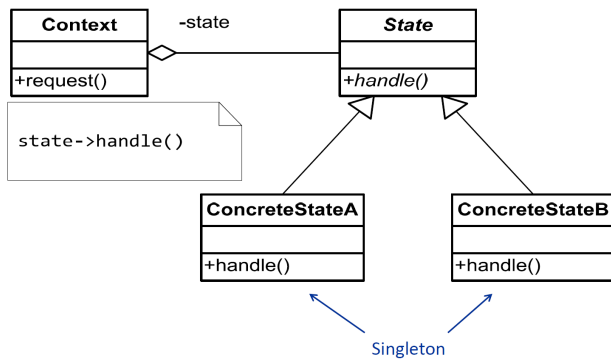 Context
-state
State
+request()
+handle()
state->handle()
ConcreteStateA
ConcreteStateB
+handle()
+handle()
Singleton